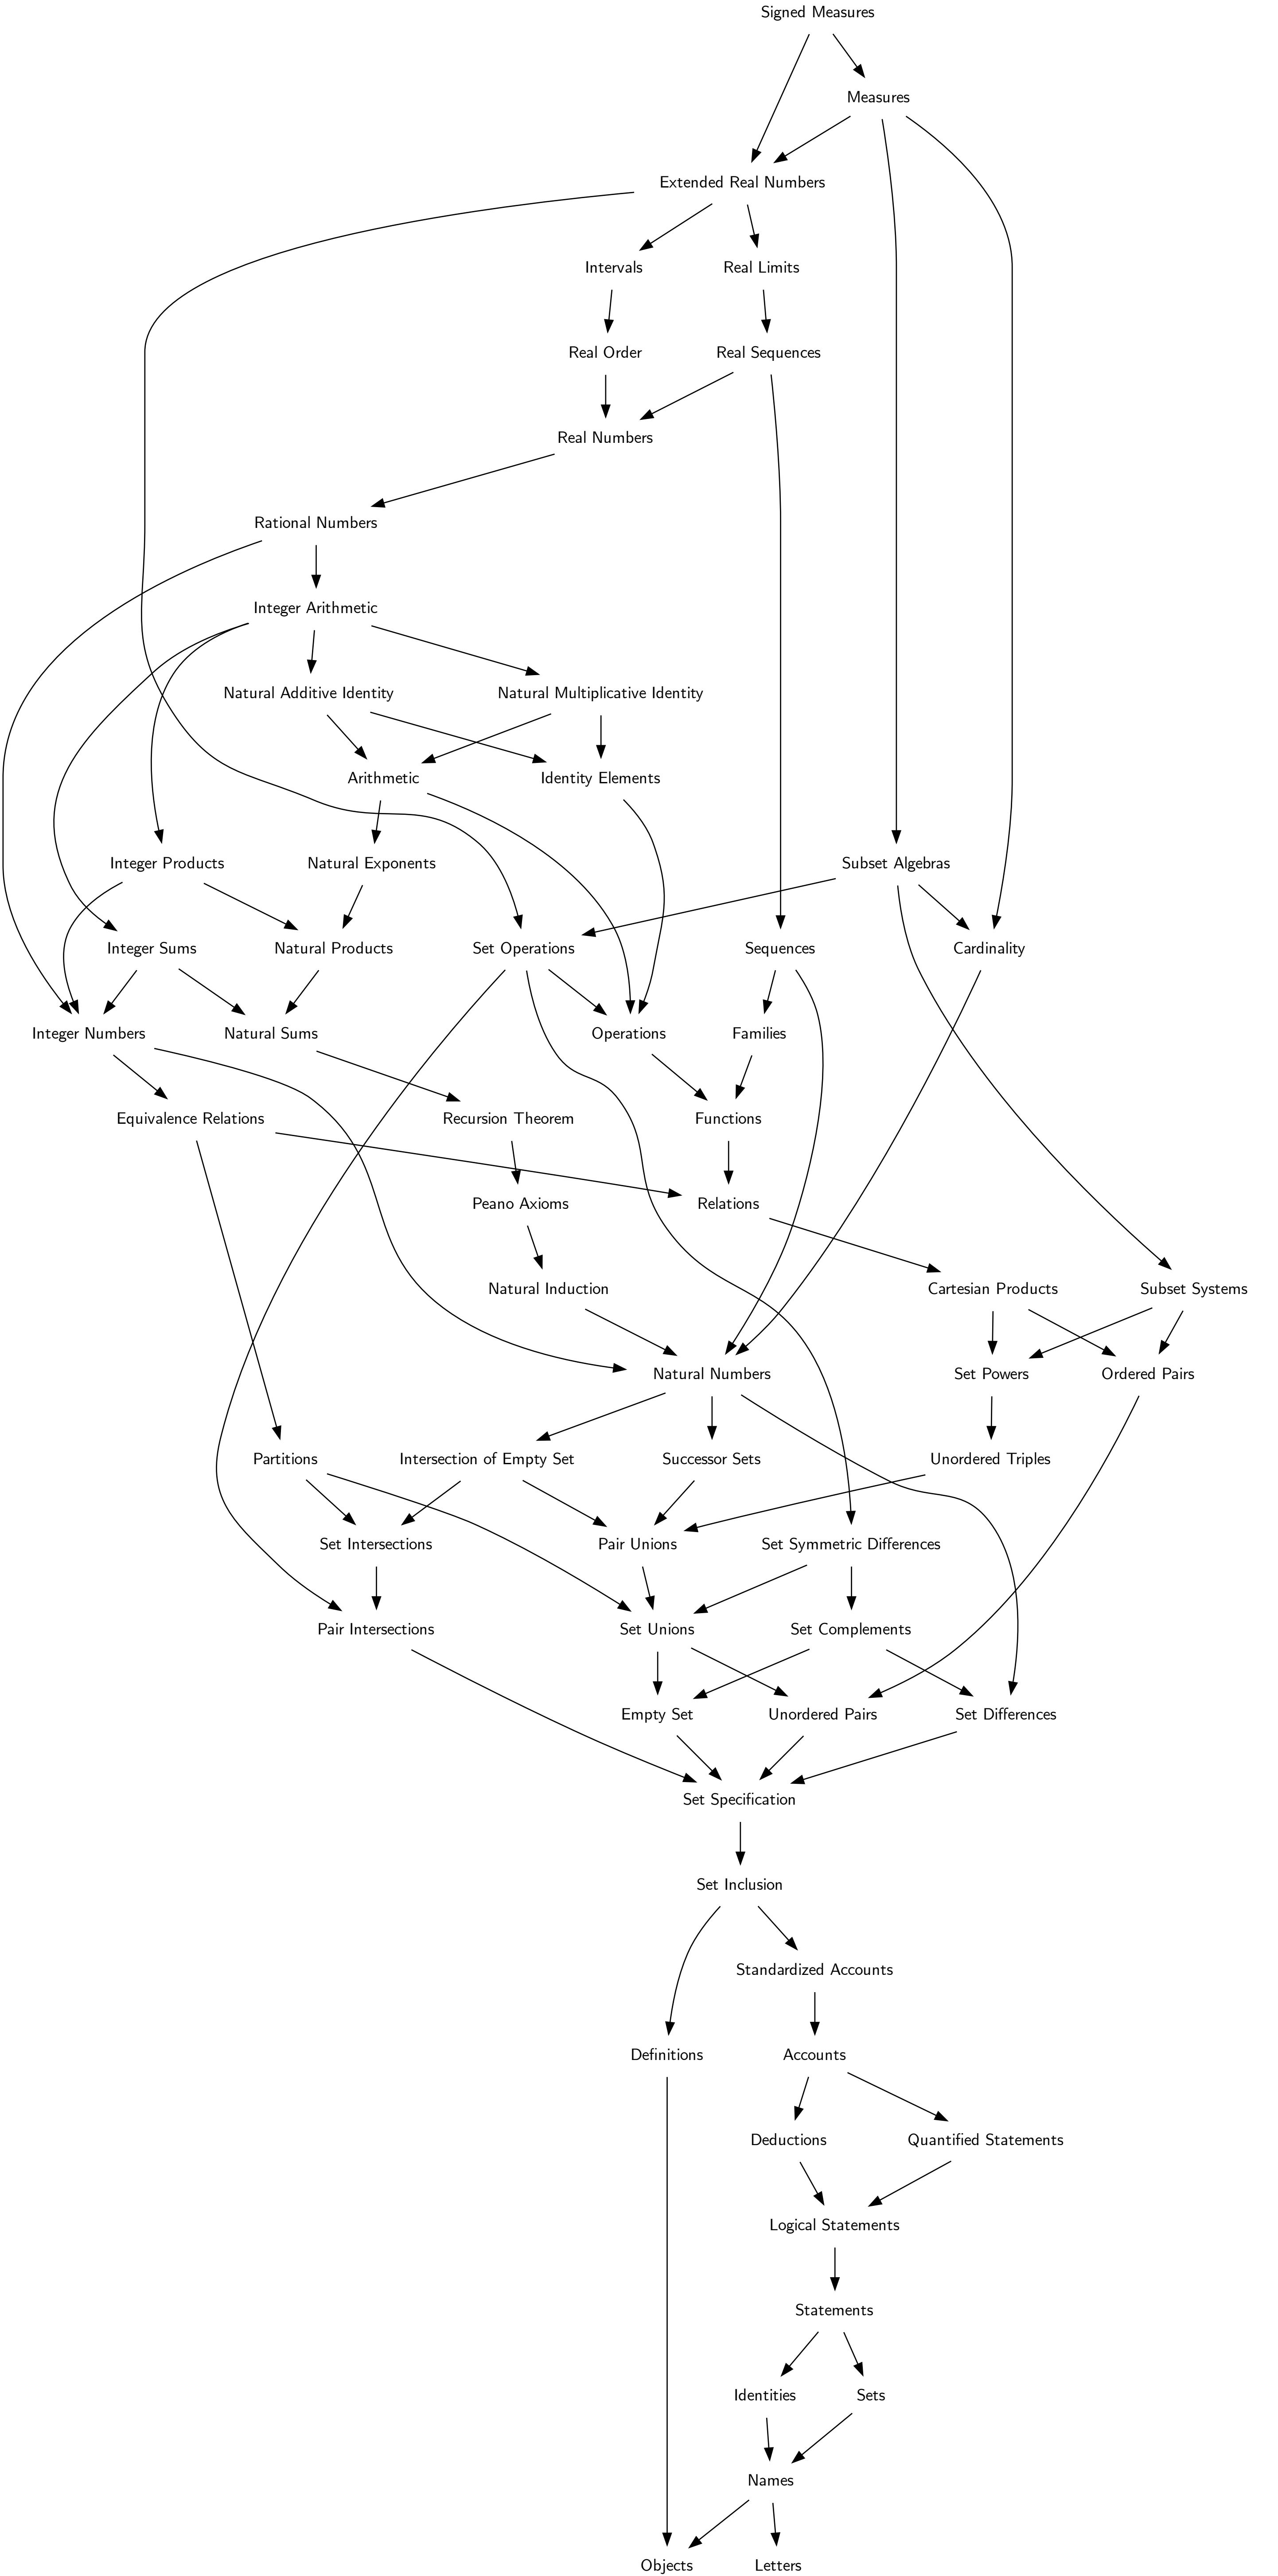 Signed Measures
Measures
Extended Real Numbers
Intervals
Real Limits
Real Order
Real Sequences
Real Numbers
Rational Numbers
Integer Arithmetic
Natural Additive Identity
Natural Multiplicative Identity
Arithmetic
Identity Elements
Integer Products
Natural Exponents
Subset Algebras
Integer Sums
Natural Products
Set Operations
Sequences
Cardinality
Integer Numbers
Natural Sums
Operations
Families
Equivalence Relations
Recursion Theorem
Functions
Peano Axioms
Relations
Natural Induction
Cartesian Products
Subset Systems
Natural Numbers
Set Powers
Ordered Pairs
Partitions
Intersection of Empty Set
Successor Sets
Unordered Triples
Set Intersections
Pair Unions
Set Symmetric Differences
Pair Intersections
Set Unions
Set Complements
Empty Set
Unordered Pairs
Set Differences
Set Specification
Set Inclusion
Standardized Accounts
Definitions
Accounts
Deductions
Quantified Statements
Logical Statements
Statements
Identities
Sets
Names
Objects
Letters